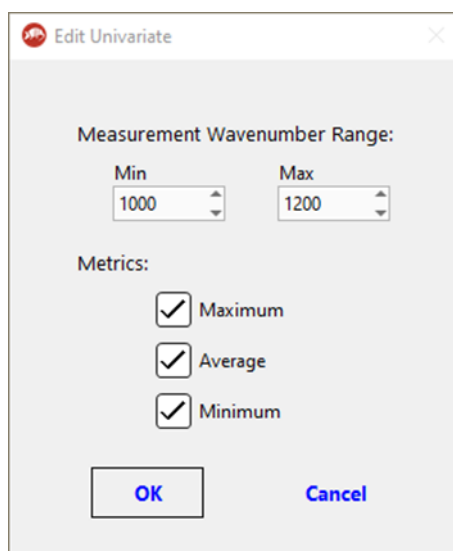 Edit Univariate
Measurement Wavenumber Range:
Min Max
1000 1200
Metrics:
Maximum
Average
Minimum
OK Cancel